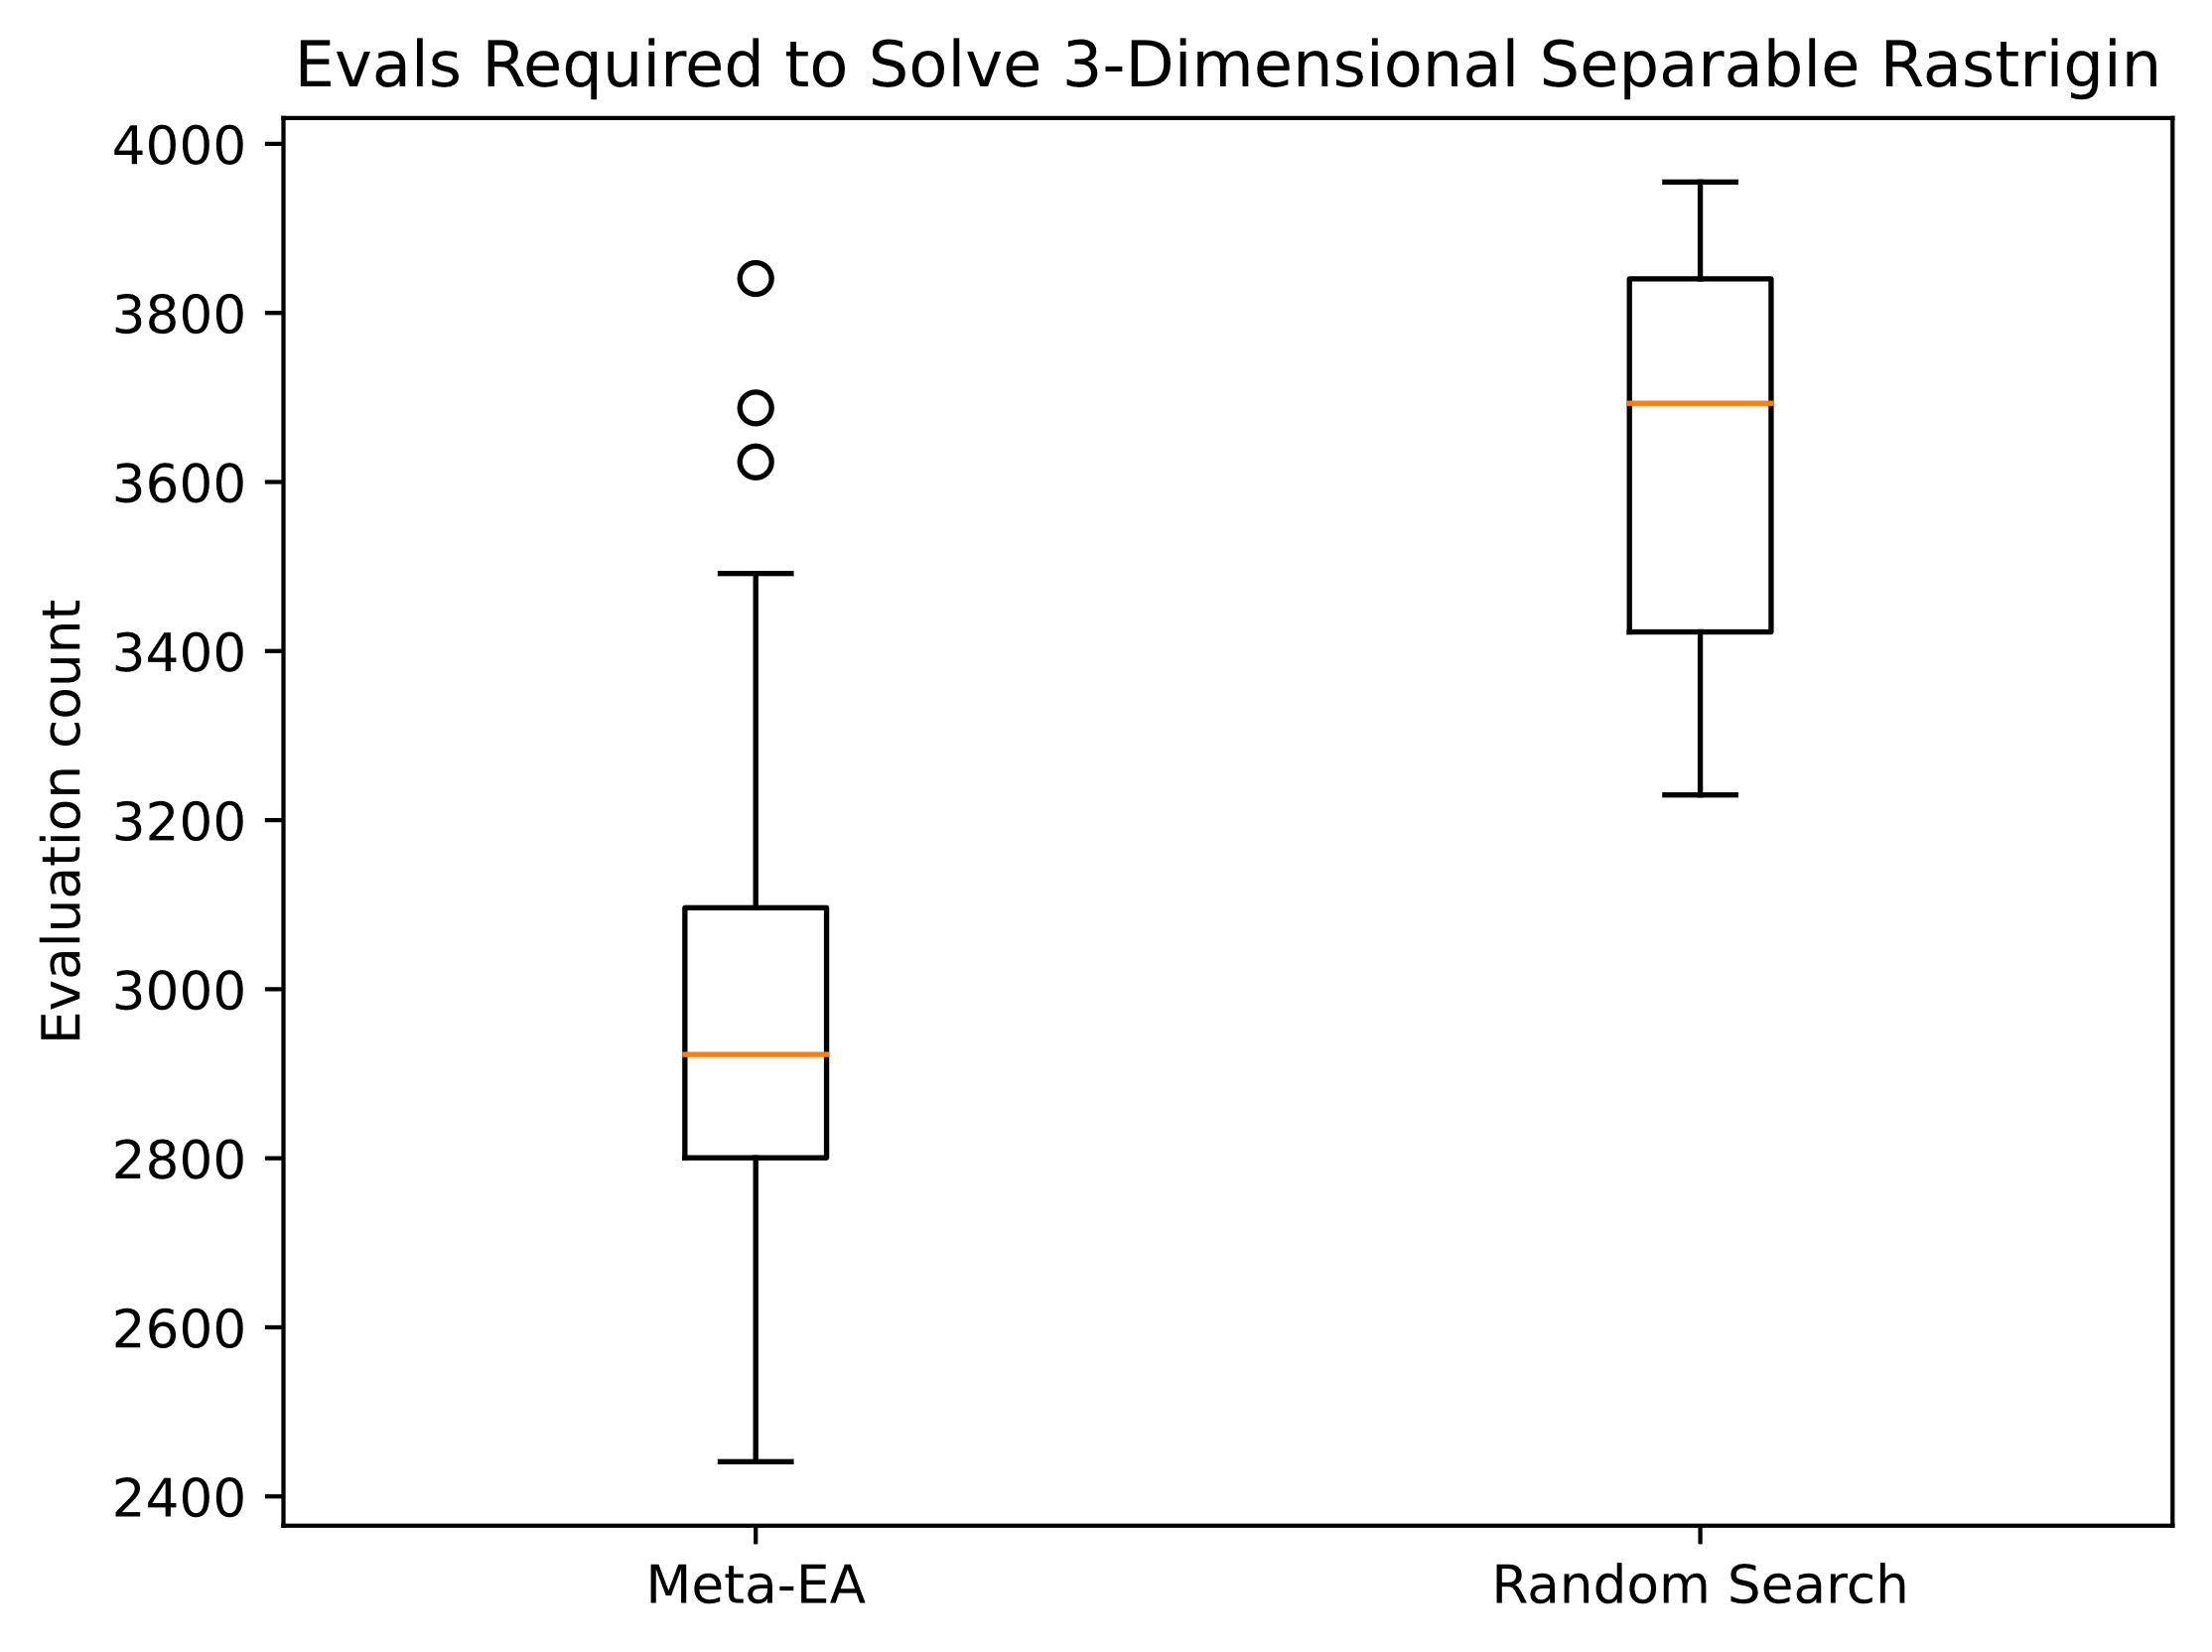 Evals Required to Solve 3-Dimensional Separable Rastrigin
4000
3800
3600
3400
3200
3000
2800
2600
2400
Evaluation count
Meta-EA
Random Search